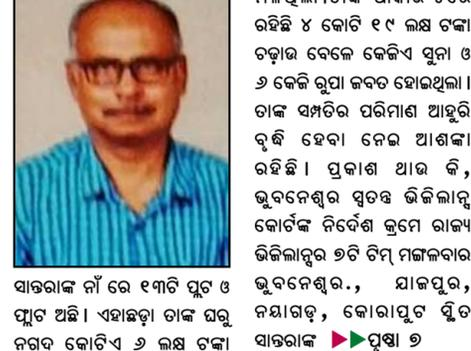 ରହିଛି ୪ କୋଟି ୧୯ ଲକ୍ଷ ଟଙ୍କା
ଚଢ଼ାଉ ବେଳେ କେଜିଏ ସୁନା ଓ
୬ କେଜି ରୁପା ଜବତ ହୋଇଥିଲା।
ତାଙ୍କ ସମ୍ପତିର ପରିମାଣ ଆହୁରି
ବୃଦ୍ଧି ହେବା ନେଇ ଆଶଙ୍କା
ରହିଛି। ପ୍ରକାଶ ଥାଉ କି,
ଭୁବନେଶ୍ୱର ସ୍ୱତନ୍ତ୍ର ଭିଜିଲାନ୍ସ
କୋର୍ଟଙ୍କ ନିର୍ଦେଶ କ୍ରମେ ରାଜ୍ୟ
ଭିଜିଲାନ୍ସର ୭ଟି ଟିମ୍ ମଙ୍ଗଳବାର
ଭୁବନେଶ୍ୱର., ଯାଜପୁର,
ନୟାଗଡ଼, କୋରାପୁଟ ସ୍ଥିତ
ସାନ୍ତରାଙ୍କ ପୃଷ୍ଠା ୭
ସାନ୍ତରାଙ୍କ ନାଁ ରେ ୧୩ଟି ପ୍ଲଟ ଓ
ଫ୍ଲାଟ ଅଛି। ଏହାଛଡ଼ା ତାଙ୍କ ଘରୁ
ନଗଦ କୋଟିଏ ୬ ଲକ୍ଷ ଟଙ୍କା